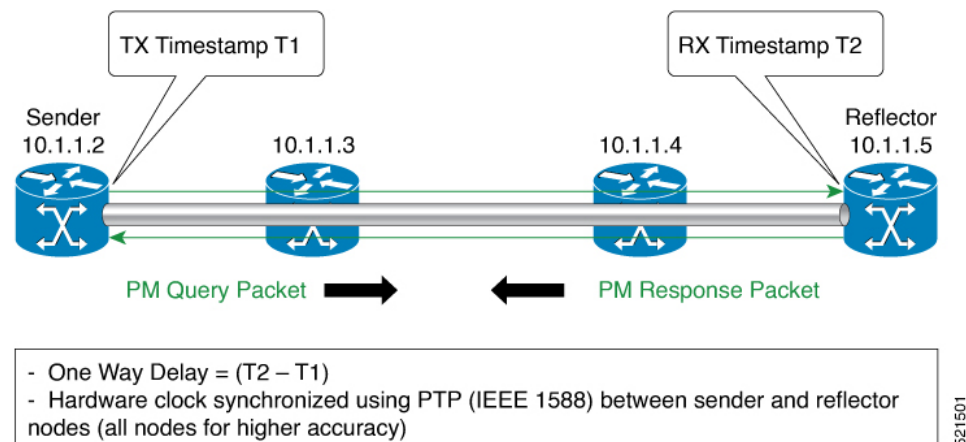 TX Timestamp T1
RX Timestamp T2
Sender
10.1.1.2
10.1.1.3
10.1.1.4
Reflector
10.1.1.5
PM Query Packet
PM Response Packet
- One Way Delay = (T2 – T1)
- Hardware clock synchronized using PTP (IEEE 1588) between sender and reflector
nodes (all nodes for higher accuracy)
521501